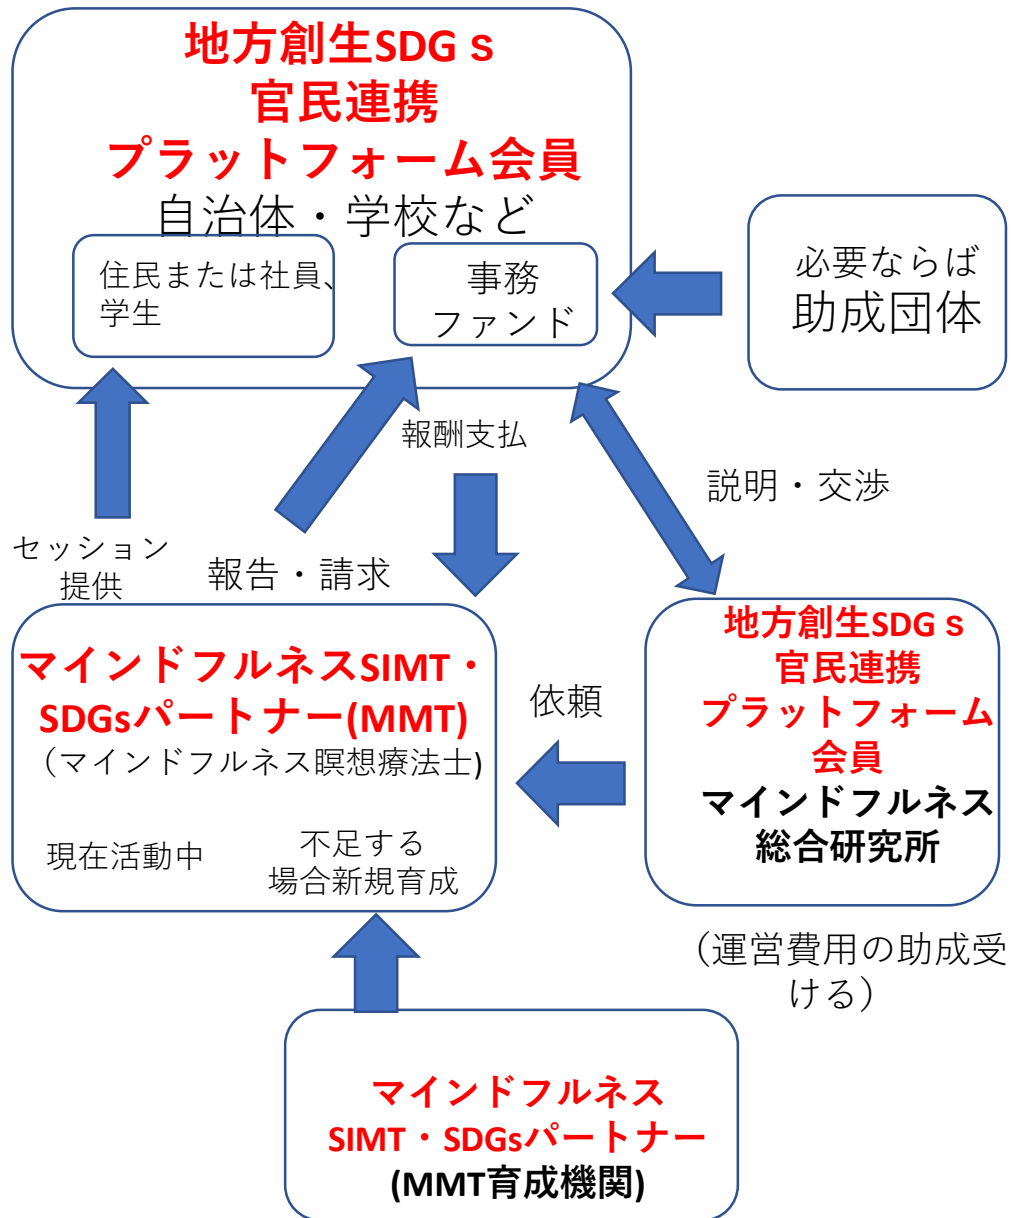 地方創生SDGｓ
官民連携
プラットフォーム会員
自治体・学校など
住民または社員、
学生
事務
ファンド
必要ならば
助成団体
報酬支払
説明・交渉
セッション
提供
報告・請求
マインドフルネスSIMT・
SDGsパートナー(MMT)
（マインドフルネス瞑想療法士)
現在活動中
不足する
場合新規育成
依頼
地方創生SDGｓ
官民連携
プラットフォーム
会員
マインドフルネス
総合研究所
（運営費用の助成受
ける）
マインドフルネス
SIMT・SDGsパートナー
(MMT育成機関)